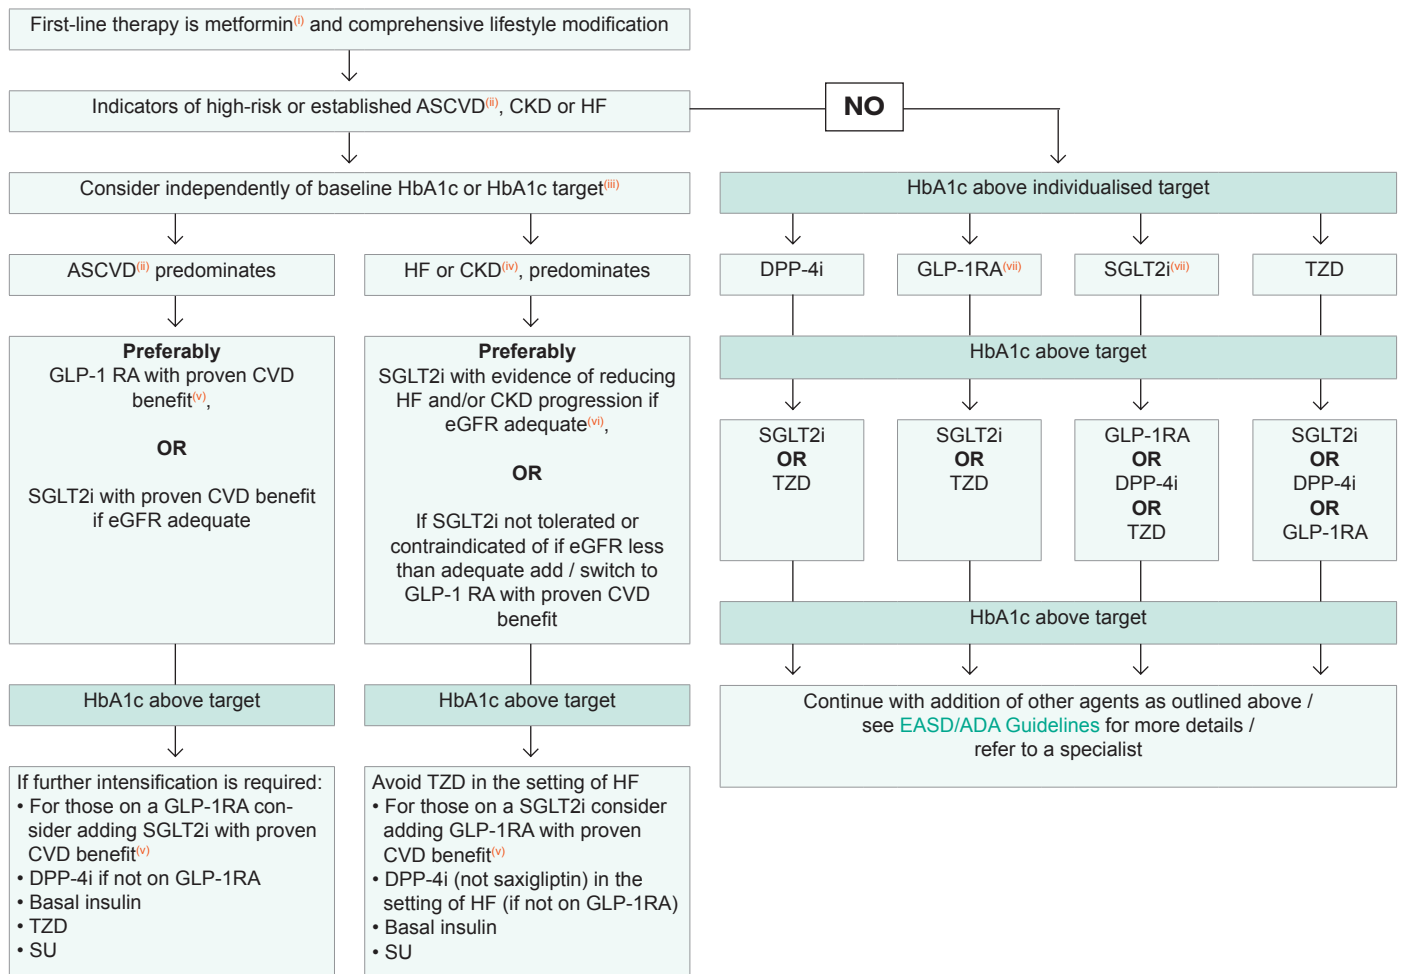 First-line therapy is metformin(i) and comprehensive lifestyle modification
Indicators of high-risk or established ASCVD(ii), CKD or HF
NO
Consider independently of baseline HbA1c or HbA1c target(iii)
ASCVD(ii) predominates
HF or CKD(iv), predominates
Preferably
GLP-1 RA with proven CVD
benefit(v),
OR
SGLT2i with proven CVD benefit
if eGFR adequate
Preferably
SGLT2i with evidence of reducing
HF and/or CKD progression if
eGFR adequate(vi),
OR
If SGLT2i not tolerated or
contraindicated of if eGFR less
than adequate add / switch to
GLP-1 RA with proven CVD
benefit
HbA1c above target
HbA1c above target
If further intensification is required:
• For those on a GLP-1RA con-
sider adding SGLT2i with proven
CVD benefit(v)
• DPP-4i if not on GLP-1RA
• Basal insulin
• TZD
• SU
Avoid TZD in the setting of HF
• For those on a SGLT2i consider
adding GLP-1RA with proven
CVD benefit(v)
• DPP-4i (not saxigliptin) in the
setting of HF (if not on GLP-1RA)
• Basal insulin
• SU
HbA1c above individualised target
DPP-4i
GLP-1RA(vii)
SGLT2i(vii)
TZD
HbA1c above target
SGLT2i
OR
TZD
SGLT2i
OR
TZD
GLP-1RA
OR
DPP-4i
OR
TZD
SGLT2i
OR
DPP-4i
OR
GLP-1RA
HbA1c above target
Continue with addition of other agents as outlined above /
see EASD/ADA Guidelines for more details /
refer to a specialist